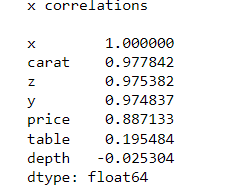 x correlations
x 1.000000
carat 0.977842
z 0.975382
y 0.974837
price 0.887133
table 0.195484
depth -0.025304
dtype: float64